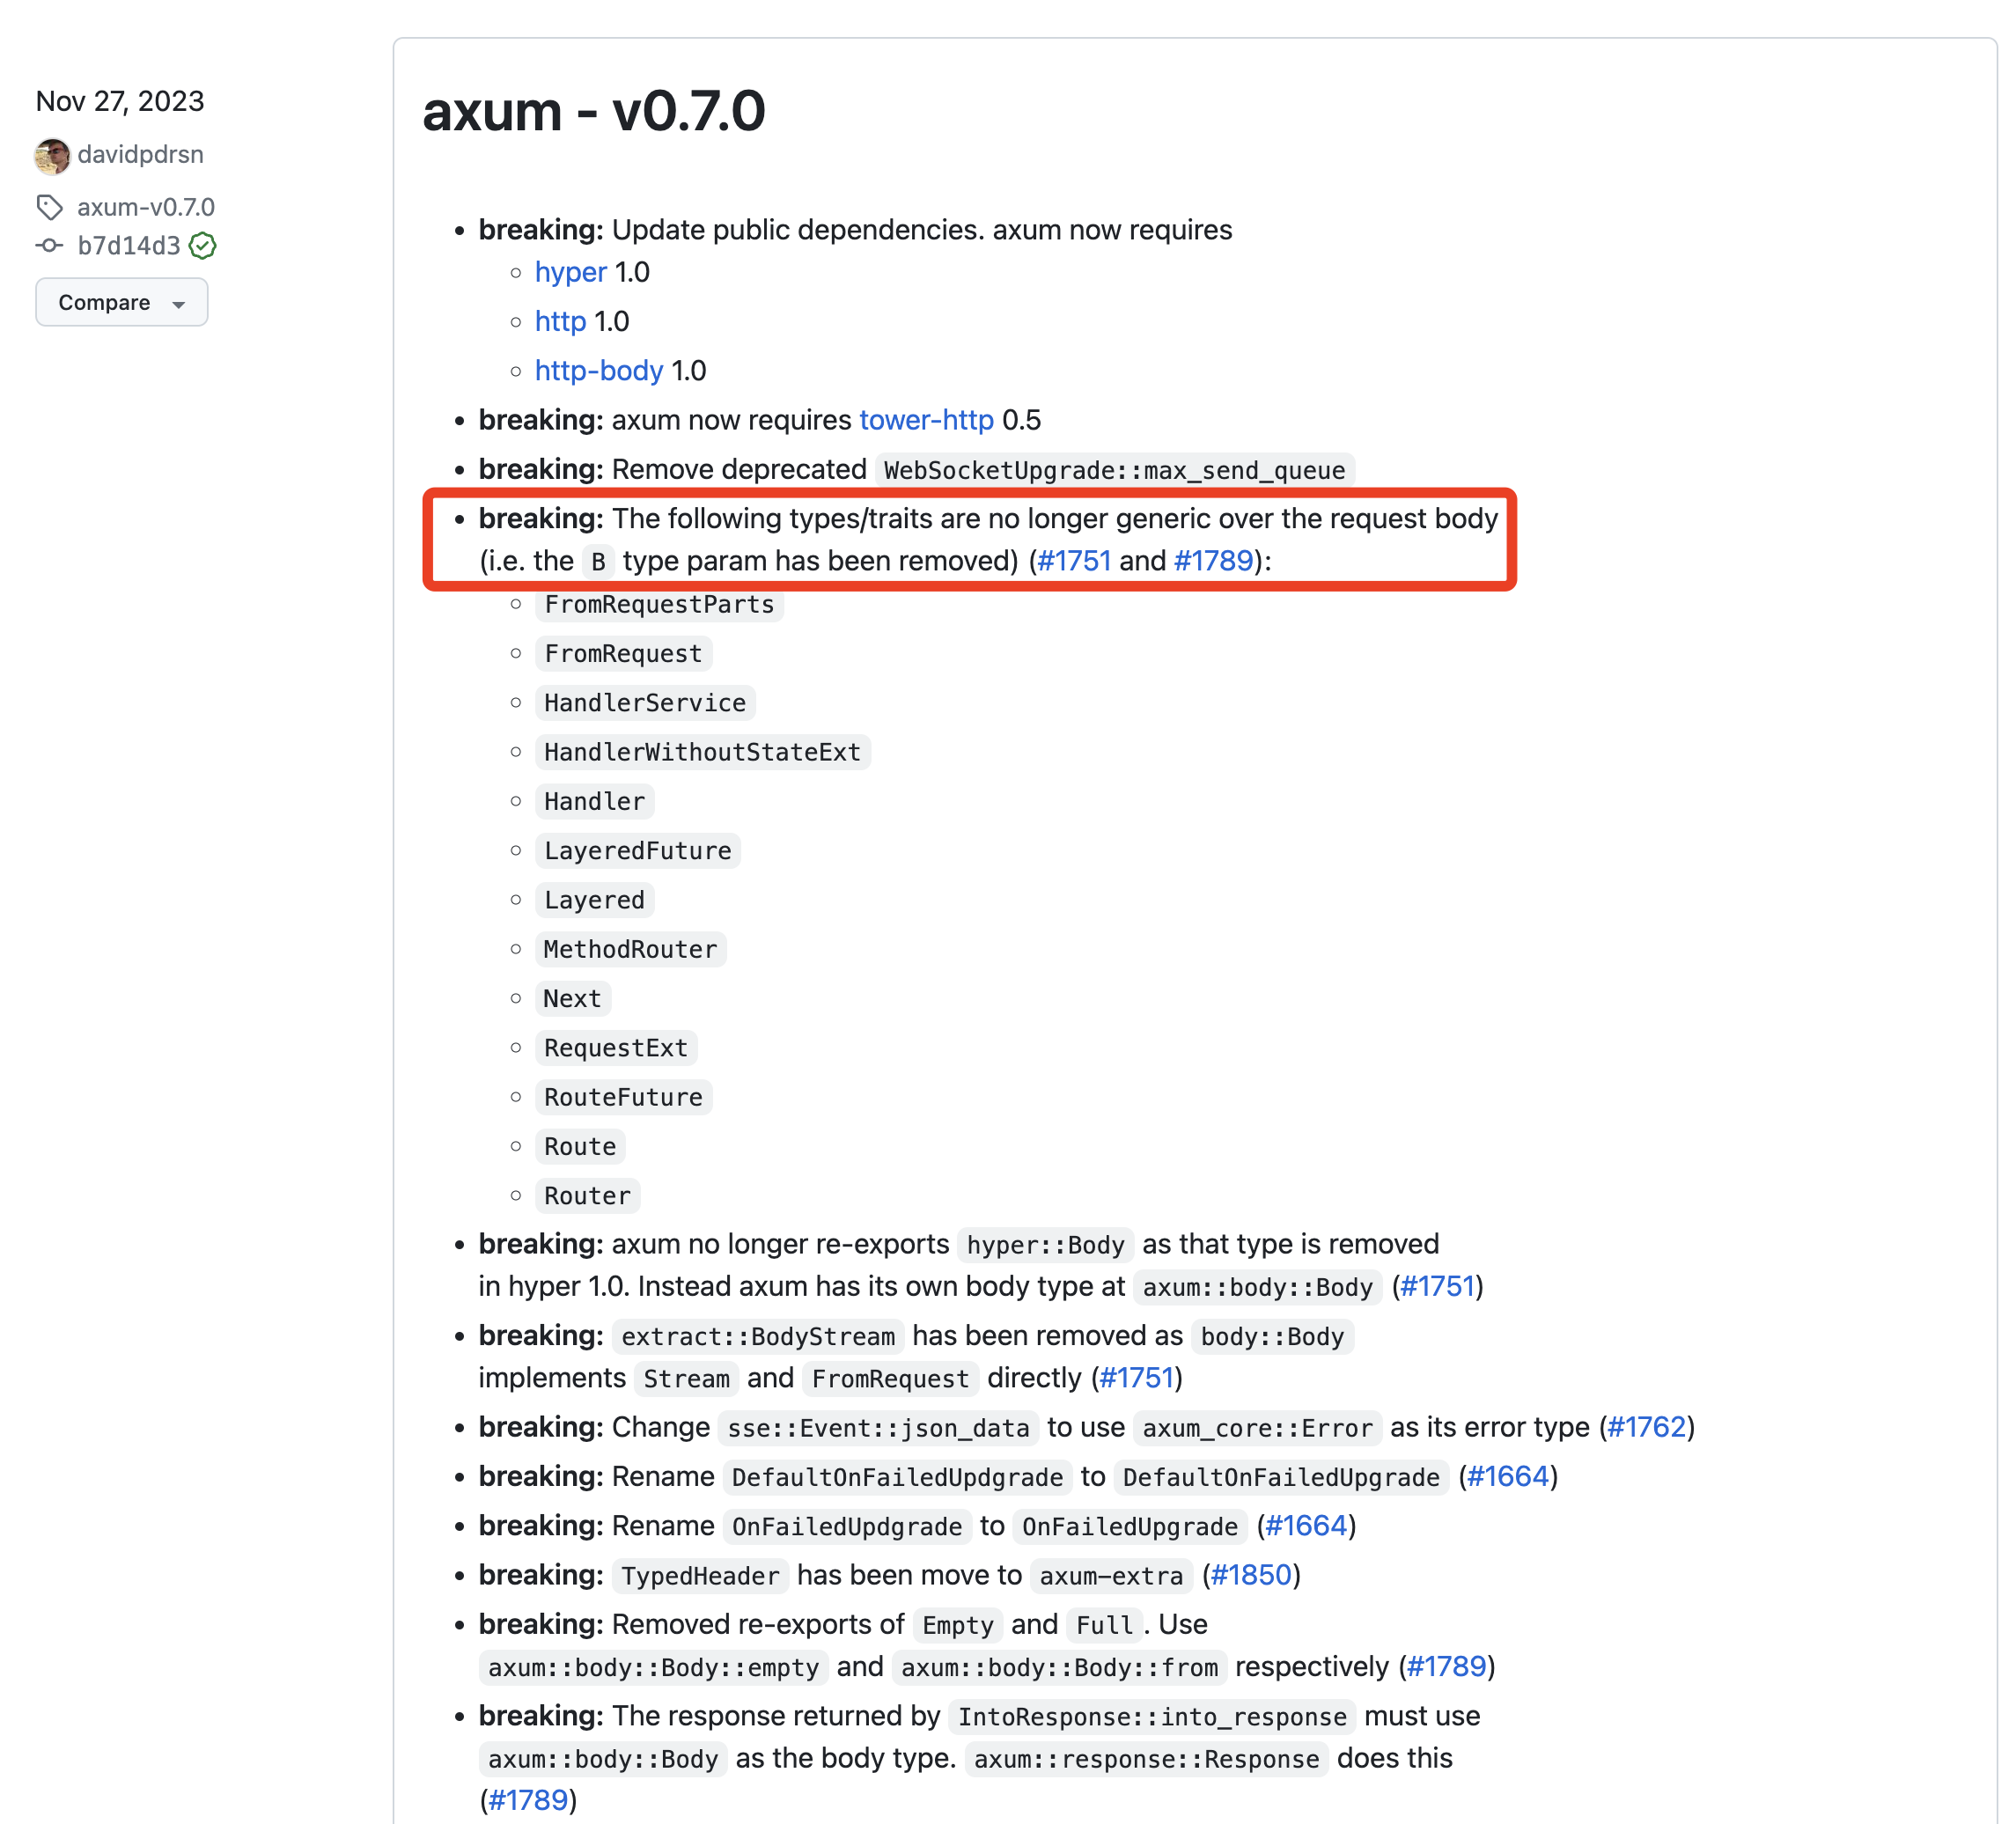 Nov 27, 2023
davidpdrsn
axum-v0.7.0
b7d14d3
Compare
axum - v0.7.0
breaking: Update public dependencies. axum now requires
hyper 1.0
http 1.0
http-body 1.0
breaking: axum now requires tower-http 0.5
breaking: Remove deprecated WebSocketUpgrade::max_send_queue
breaking: The following types/traits are no longer generic over the request body
(i.e. the B type param has been removed) (#1751 and #1789):
FromRequestParts
FromRequest
HandlerService
HandlerWithoutStateExt
Handler
LayeredFuture
Layered
MethodRouter
Next
RequestExt
RouteFuture
Route
Router
breaking: axum no longer re-exports hyper::Body as that type is removed
in hyper 1.0. Instead axum has its own body type at axum::body::Body (#1751)
breaking: extract::BodyStream has been removed as body::Body
implements Stream and FromRequest directly (#1751)
breaking: Change sse::Event::json_data to use axum_core::Error as its error type (#1762)
breaking: Rename DefaultOnFailedUpdgrade to DefaultOnFailedUpgrade (#1664)
breaking: Rename OnFailedUpdgrade to OnFailedUpgrade (#1664)
breaking: TypedHeader has been move to axum-extra (#1850)
breaking: Removed re-exports of Empty and Full. Use
axum::body::Body::empty and axum::body::Body::from respectively (#1789)
breaking: The response returned by IntoResponse::into_response must use
axum::body::Body as the body type. axum::response::Response does this
(#1789)